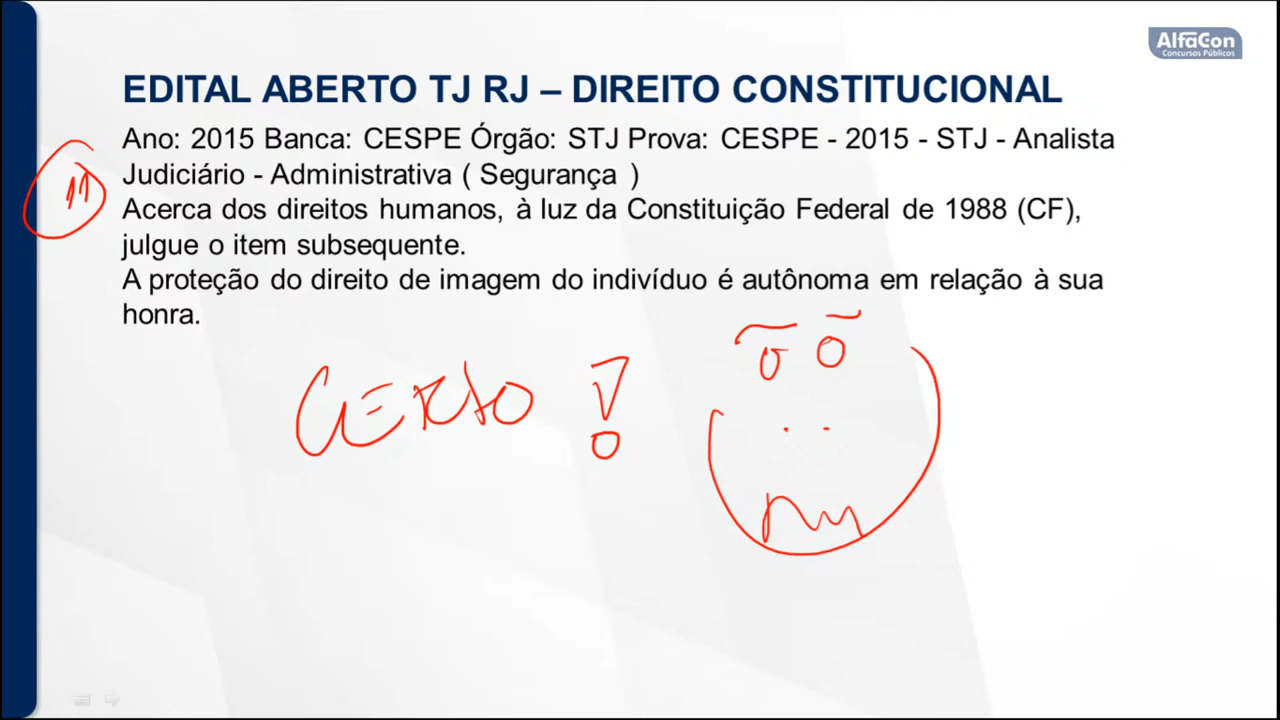 AlfaCon
Concursos Públicos
EDITAL ABERTO TJ RJ – DIREITO CONSTITUCIONAL
Ano: 2015 Banca: CESPE Órgão: STJ Prova: CESPE - 2015 - STJ - Analista
Judiciário - Administrativa ( Segurança )
11
Acerca dos direitos humanos, à luz da Constituição Federal de 1988 (CF),
julgue o item subsequente.
A proteção do direito de imagem do indivíduo é autônoma em relação à sua
honra.
CERTO !